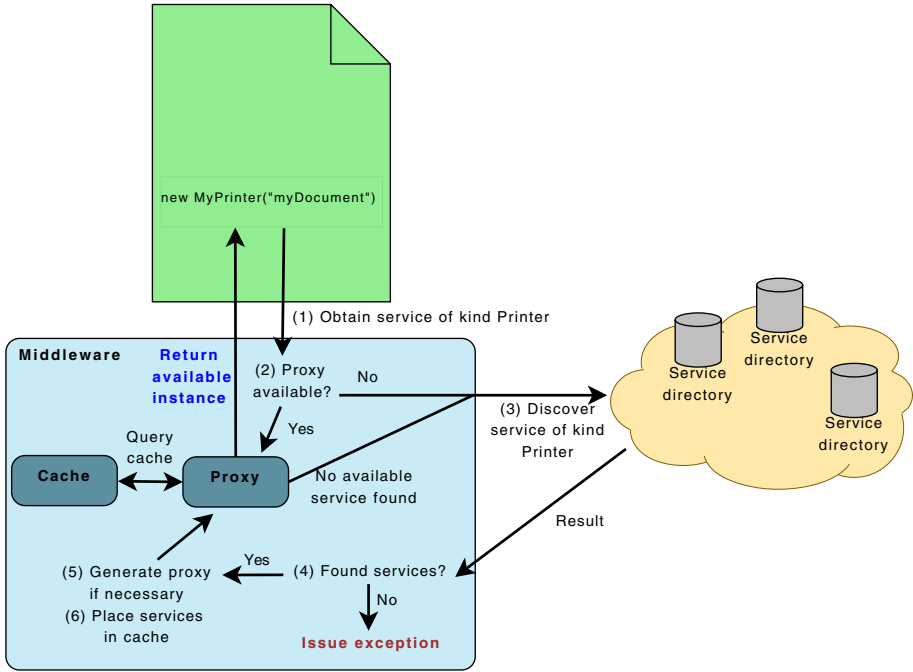 new MyPrinter("myDocument")
(1) Obtain service of kind Printer
Middleware
Return
available
instance
(2) Proxy
available?
No
Yes
(3) Discover
service of kind
Printer
Service
directory
Service
directory
Service
directory
Query
cache
Cache
Proxy
No available
service found
Result
(4) Found services?
Yes
(5) Generate proxy
if necessary
(6) Place services
in cache
No
Issue exception